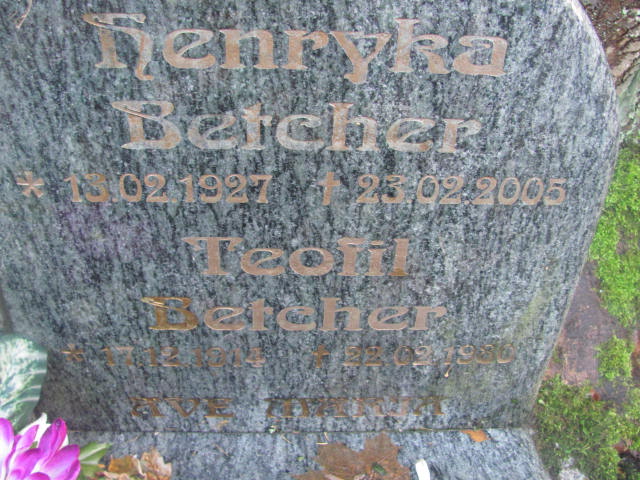 Henryka
Betcher
* 13.02.1927 † 23.02.2005
Teofil
Betcher
* 17.12.1914 † 22.02.1980
AVE MARIA